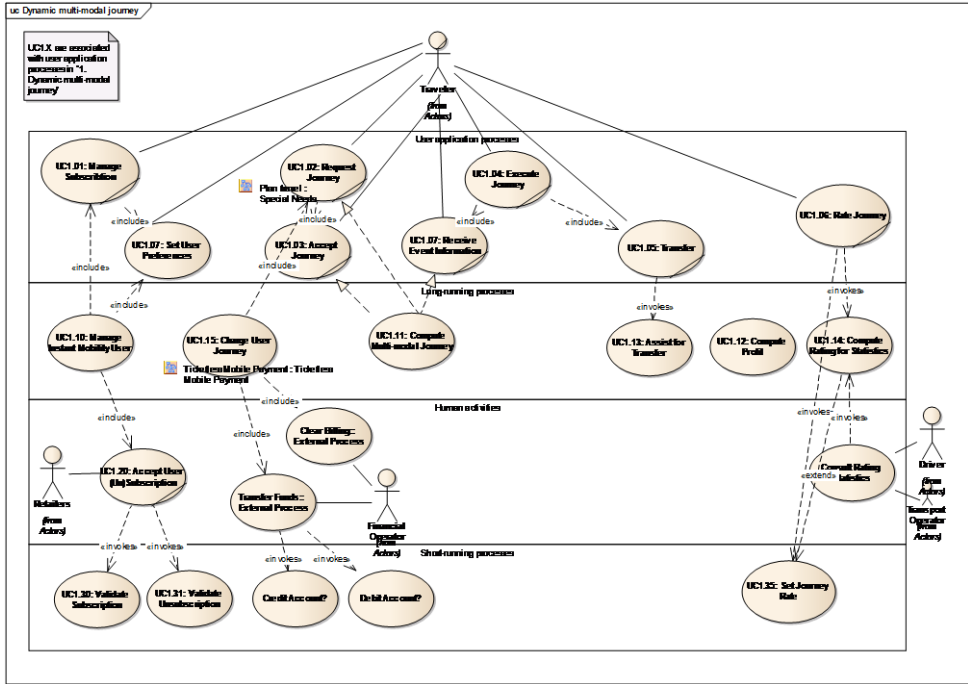 uc Dynamic multi-modal journey
UC1.X are associated
with user application
processes in "1.
Dynamic multi-modal
journey"
Traveler
(from
Actors)
User application processes
UC1.01: Manage
Subscribtion
UC1.02: Request
Journey
UC1.04: Execute
Journey
Plan target ::
Special Needs
UC1.06: Rate Journey
«include»
«include»
«include»
«include»
UC1.07: Set User
Preferences
UC1.03: Accept
Journey
UC1.07: Receive
Event Information
UC1.05: Transfer
«include»
«include»
«invokes»
Long-running processes
«include»
«invokes»
«invokes»
UC1.10: Manage
Instant Mobility User
UC1.15: Charge User
Journey
UC1.11: Compute
Multi-modal Journey
UC1.13: Assist for
Transfer
UC1.12: Compute
Profil
UC1.14: Compute
Rating for Statistics
Ticketless Mobile Payment : Ticketless
Mobile Payment
«include»
Human activities
«include»
«include»
«invokes»
«invokes»
Clear Billing::
External Process
UC1.20: Accept User
(Un)Subscription
Consult Rating
Statistics
«extend»
Driver
(from
Actors)
Retailers
(from
Actors)
Transfer Funds ::
External Process
Financial
Operator
(from
Actors)
Transport
Operator
(from
Actors)
Short-running processes
«invokes»
«invokes»
«invokes»
«invokes»
UC1.30: Validate
Subscription
UC1.31: Validate
Unsubscription
Credit Account?
Debit Account?
UC1.35: Set Journey
Rate